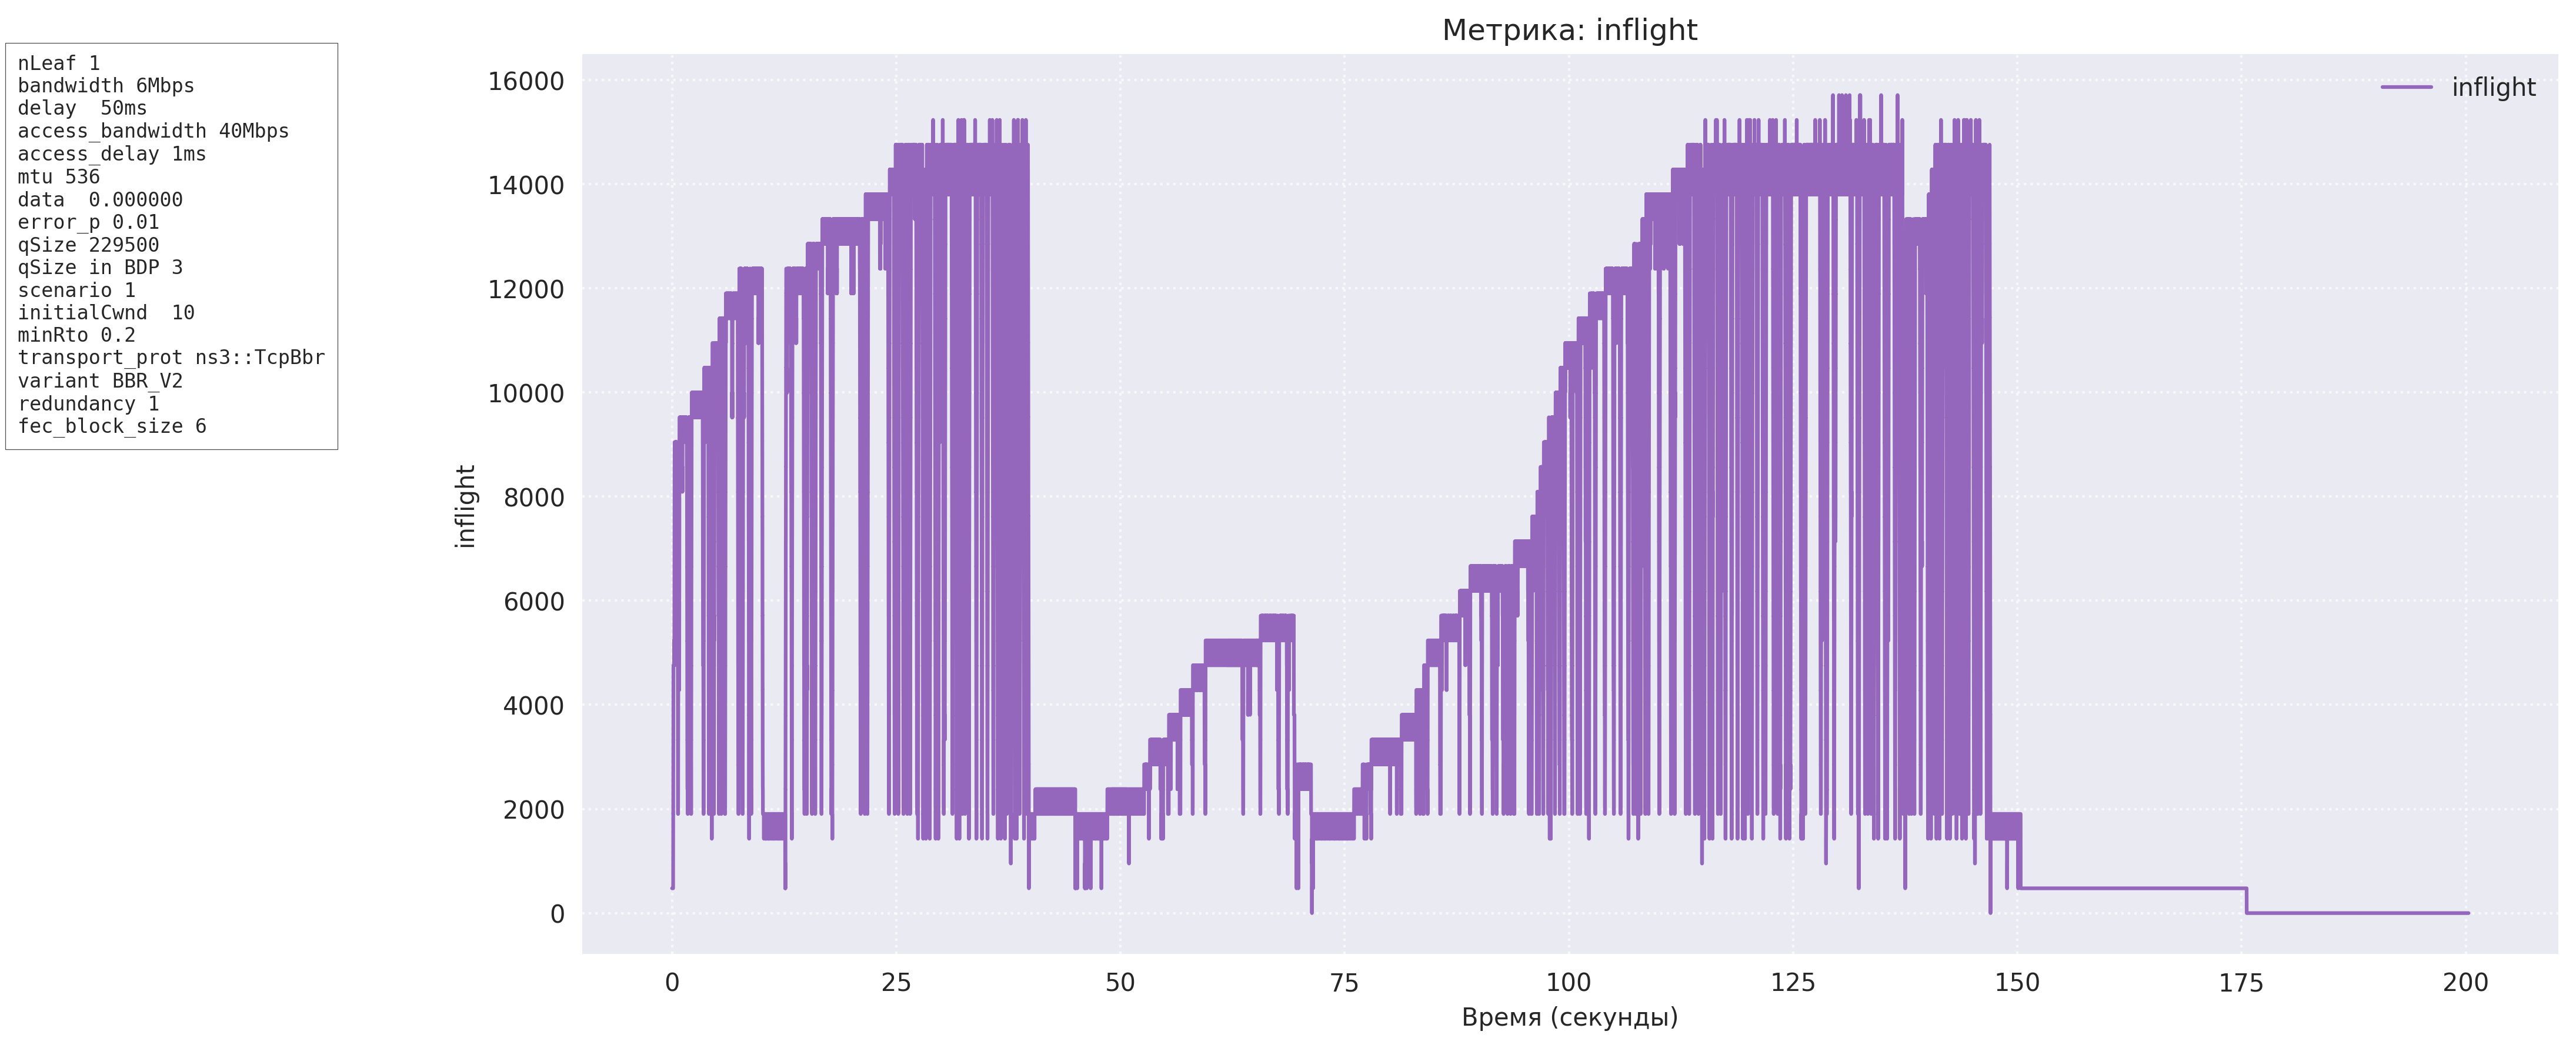 Метрика: inflight
nLeaf 1
bandwidth 6Mbps
delay  50ms
access_bandwidth 40Mbps
access_delay 1ms
mtu 536
data  0.000000
error_p 0.01
qSize 229500
qSize in BDP 3
scenario 1
initialCwnd  10
minRto 0.2
transport_prot ns3::TcpBbr
variant BBR_V2
redundancy 1
fec_block_size 6
inflight
16000
14000
12000
10000
8000
6000
4000
2000
0
inflight
0 25 50 75 100 125 150 175 200
Время (секунды)